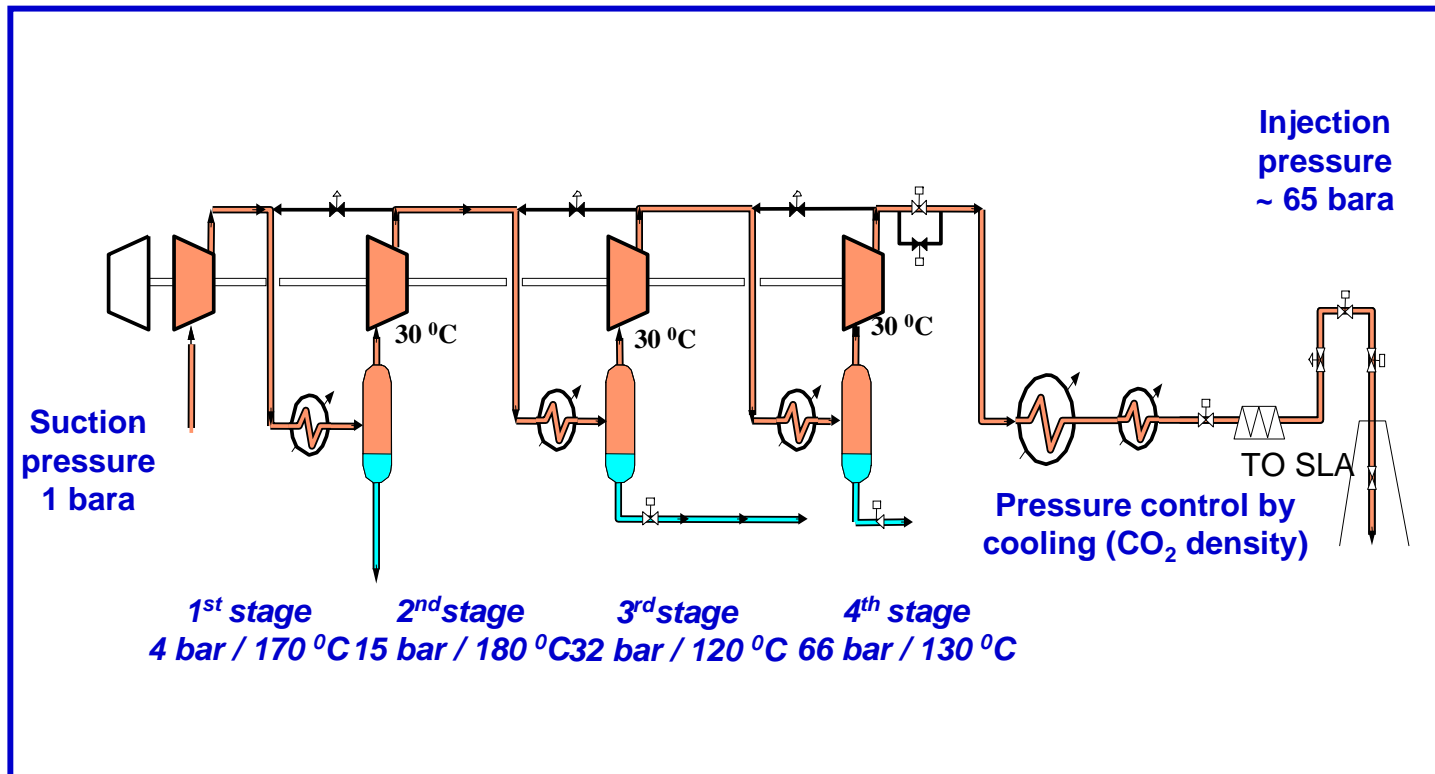 Injection
pressure
~ 65 bara
30 ⁰C
30 ⁰C
30 ⁰C
Suction
pressure
1 bara
TO SLA
Pressure control by
cooling (CO₂ density)
1ˢᵗ stage
4 bar / 170 ⁰C
2ⁿᵈ stage
15 bar / 180 ⁰C
3ʳᵈ stage
32 bar / 120 ⁰C
4ᵗʰ stage
66 bar / 130 ⁰C